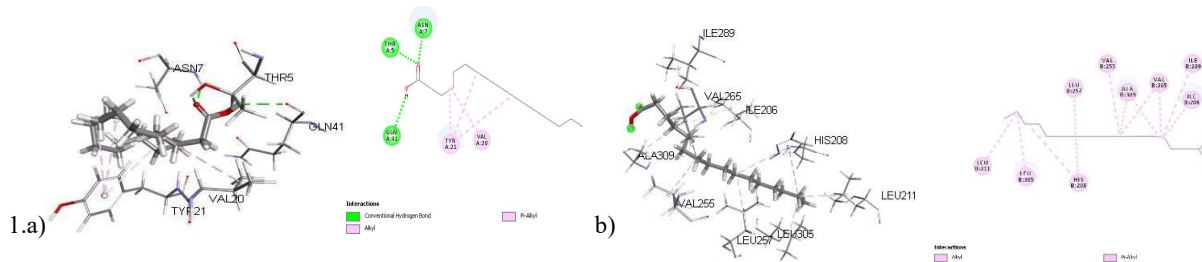 1.a)
ASN7
THR5
GLN41
VAL20
TYR21
THR
A:5
ASN
A:7
GLN
A:41
TYR
A:21
VAL
A:20
Interactions
Conventional Hydrogen Bond
Alkyl
Pi-Alkyl
b)
ILE289
VAL265
ILE206
HIS208
ALA309
LEU211
VAL255
LEU257
LEU305
VAL
B:255
ILE
B:289
LEU
B:257
ALA
B:309
VAL
B:265
ILE
B:206
LEU
B:211
LEU
B:305
HIS
B:208
Interactions
Alkyl
Pi-Alkyl